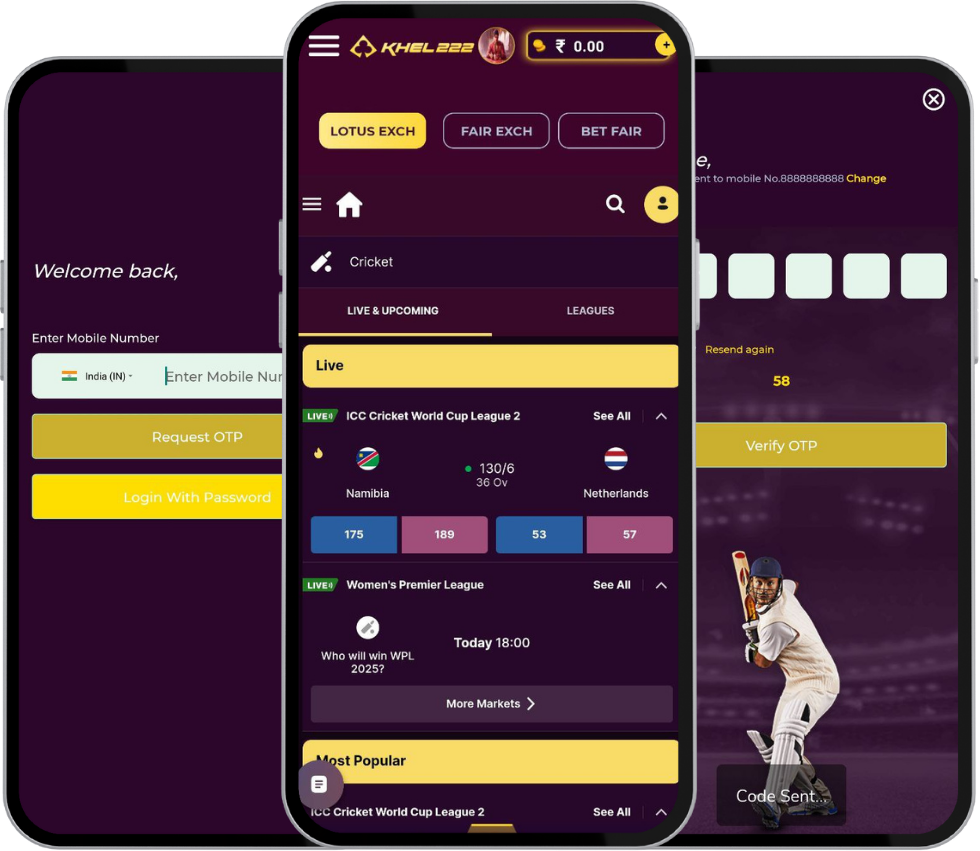 Welcome back,
Enter Mobile Number
India (IN)
Enter Mobile Nu
Request OTP
Login With Password
KHEL222
₹ 0.00
LOTUS EXCH
FAIR EXCH
BET FAIR
Cricket
LIVE & UPCOMING
LEAGUES
Live
LIVE ICC Cricket World Cup League 2 See All
130/6
36 Ov
Namibia
Netherlands
175 189 53 57
LIVE Women's Premier League See All
Today 18:00
Who will win WPL
2025?
More Markets
Most Popular
ICC Cricket World Cup League 2 See All
e,
ent to mobile No.8888888888 Change
Resend again
58
Verify OTP
Code Sent...